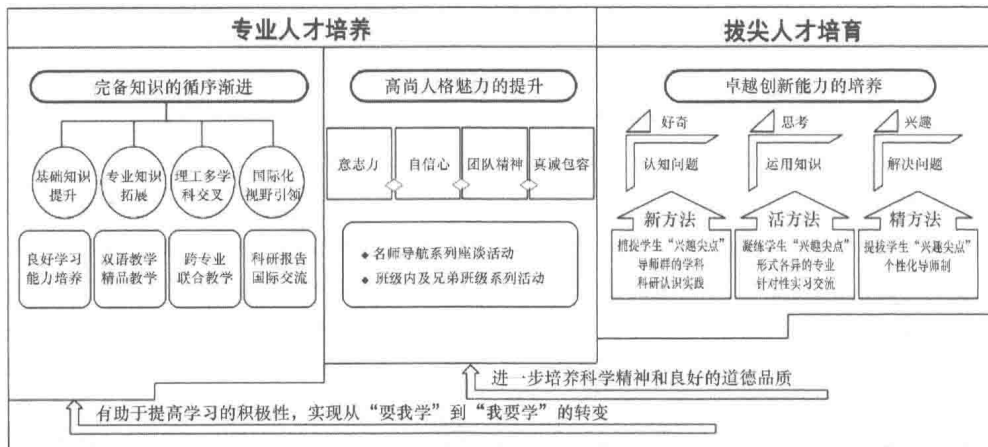 专业人才培养
拔尖人才培育
完备知识的循序渐进
基础知识
提升
专业知识
拓展
理工多学
科交叉
国际化
视野引领
良好学习
能力培养
双语教学
精品教学
跨专业
联合教学
科研报告
国际交流
高尚人格魅力的提升
意志力
自信心
团队精神
真诚包容
◆ 名师导航系列座谈活动
◆ 班级内及兄弟班级系列活动
卓越创新能力的培养
好奇
认知问题
思考
运用知识
兴趣
解决问题
新方法
捕捉学生“兴趣尖点”
导师群的学科
科研认识实践
活方法
凝练学生“兴趣尖点”
形式各异的专业
针对性实习交流
精方法
提拔学生“兴趣尖点”
个性化导师制
进一步培养科学精神和良好的道德品质
有助于提高学习的积极性，实现从“要我学”到“我要学”的转变